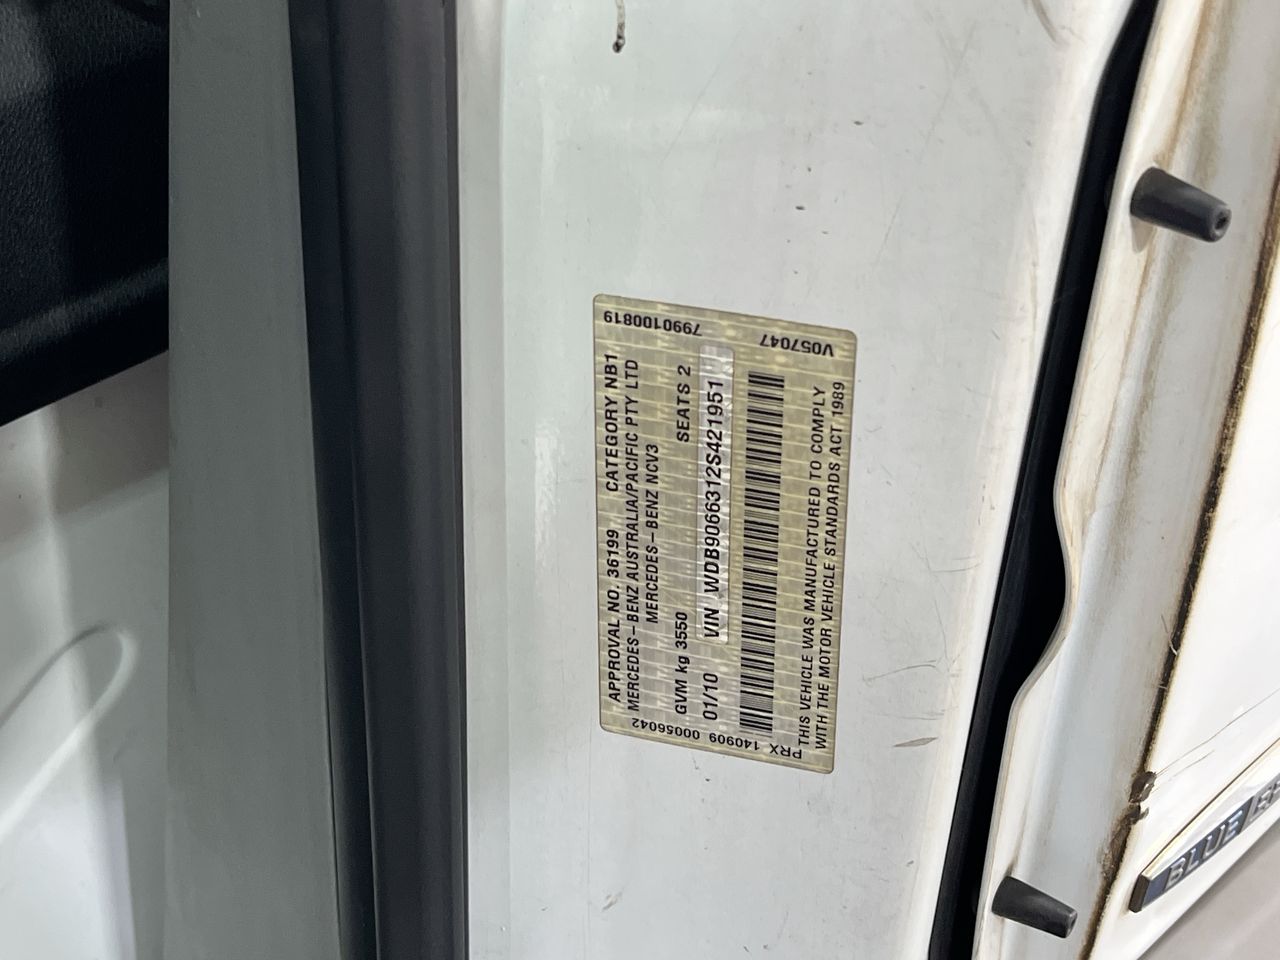 APPROVAL NO. 36199 CATEGORY NB1
MERCEDES-BENZ AUSTRALIA/PACIFIC PTY LTD
MERCEDES-BENZ NCV3
GVM kg 3550 SEATS 2
01/10 VIN WDB9066312S421951
THIS VEHICLE WAS MANUFACTURED TO COMPLY
WITH THE MOTOR VEHICLE STANDARDS ACT 1989
7990100819
V057047
PRX 140909 00056042
BLUE